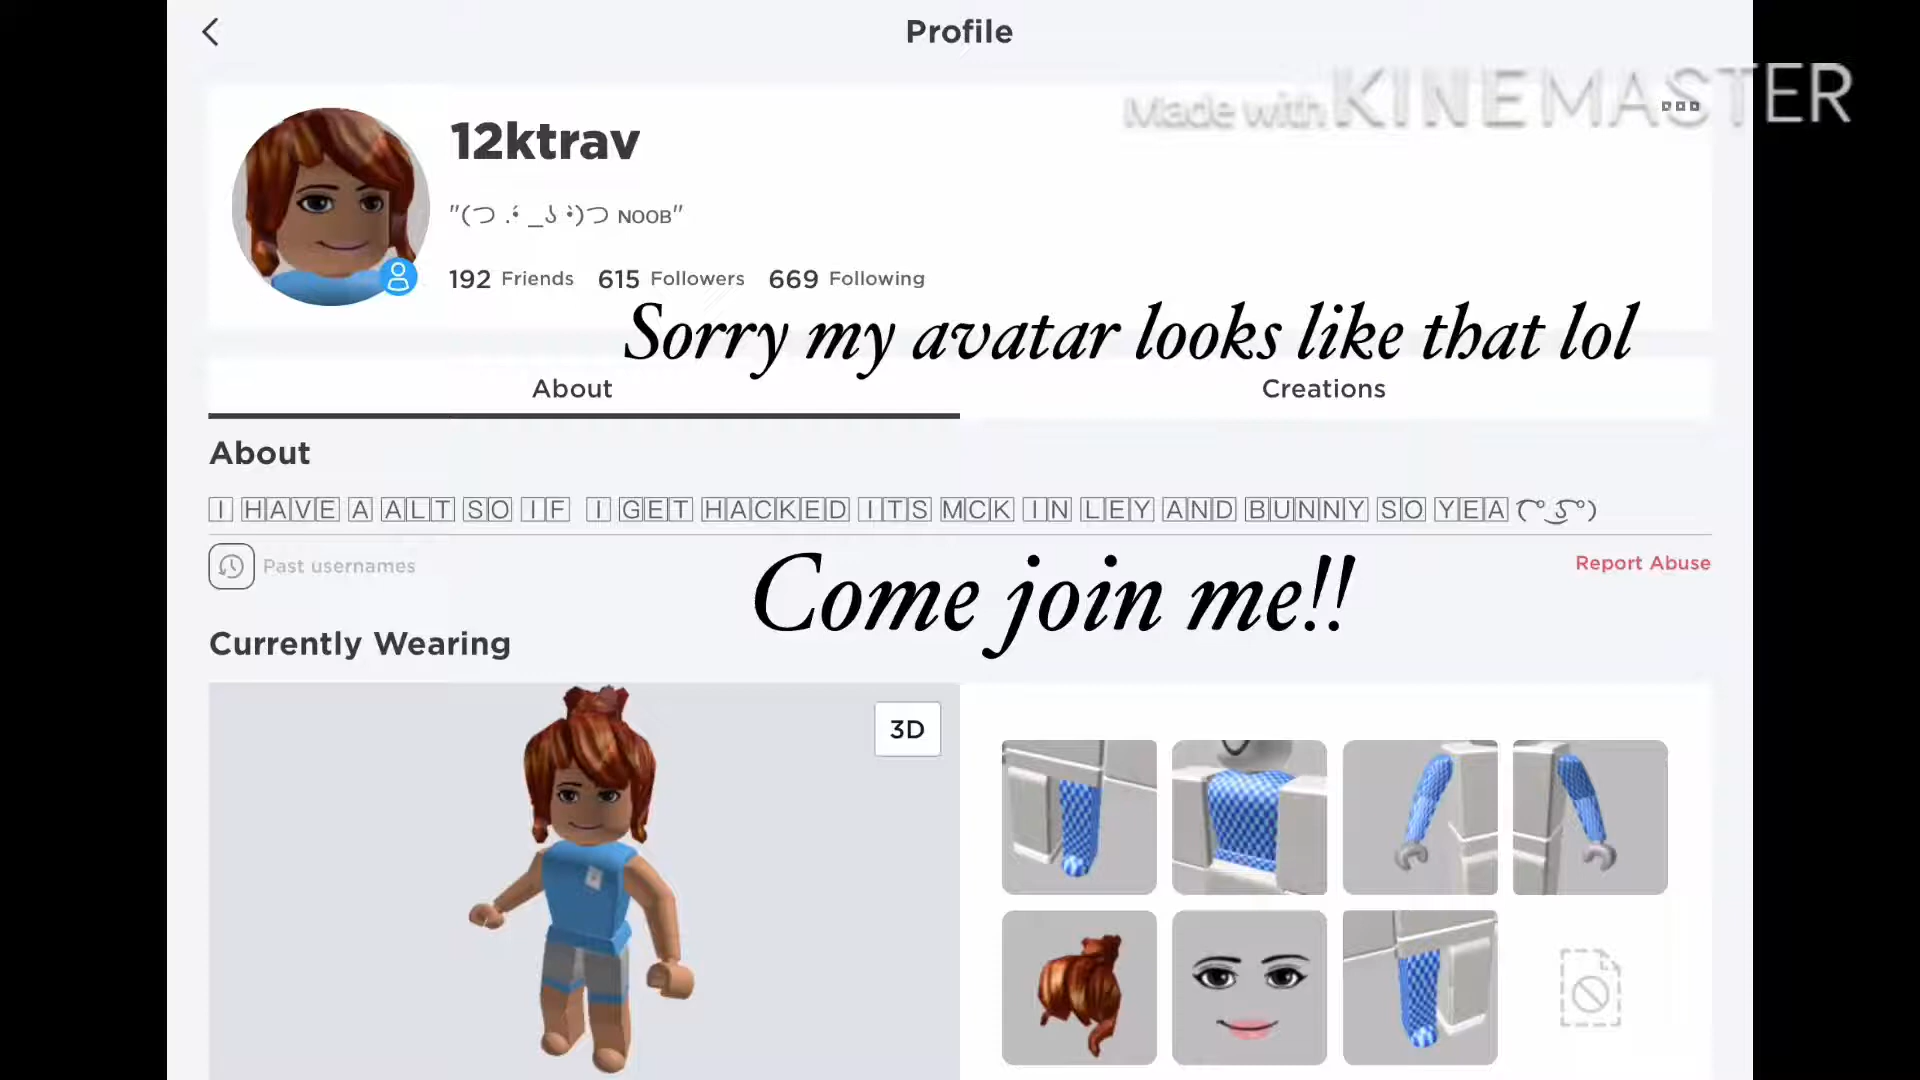 Profile
Made with KINEMASTER
12ktrav
"(つ .•́ _ʖ •̀)つ NOOB"
192 Friends 615 Followers 669 Following
Sorry my avatar looks like that lol
About Creations
About
🄸 🄷🄰🅅🄴 🄰 🄰🄻🅃 🅂🄾 🄸🄵 🄸 🄶🄴🅃 🄷🄰🄲🄺🄴🄳 🄸🅃🅂 🄼🄲🄺 🄸🄽 🄻🄴🅈 🄰🄽🄳 🄱🅄🄽🄽🅈 🅂🄾 🅈🄴🄰 ( ͡° ͜ʖ ͡°)
Past usernames
Report Abuse
Come join me!!
Currently Wearing
3D